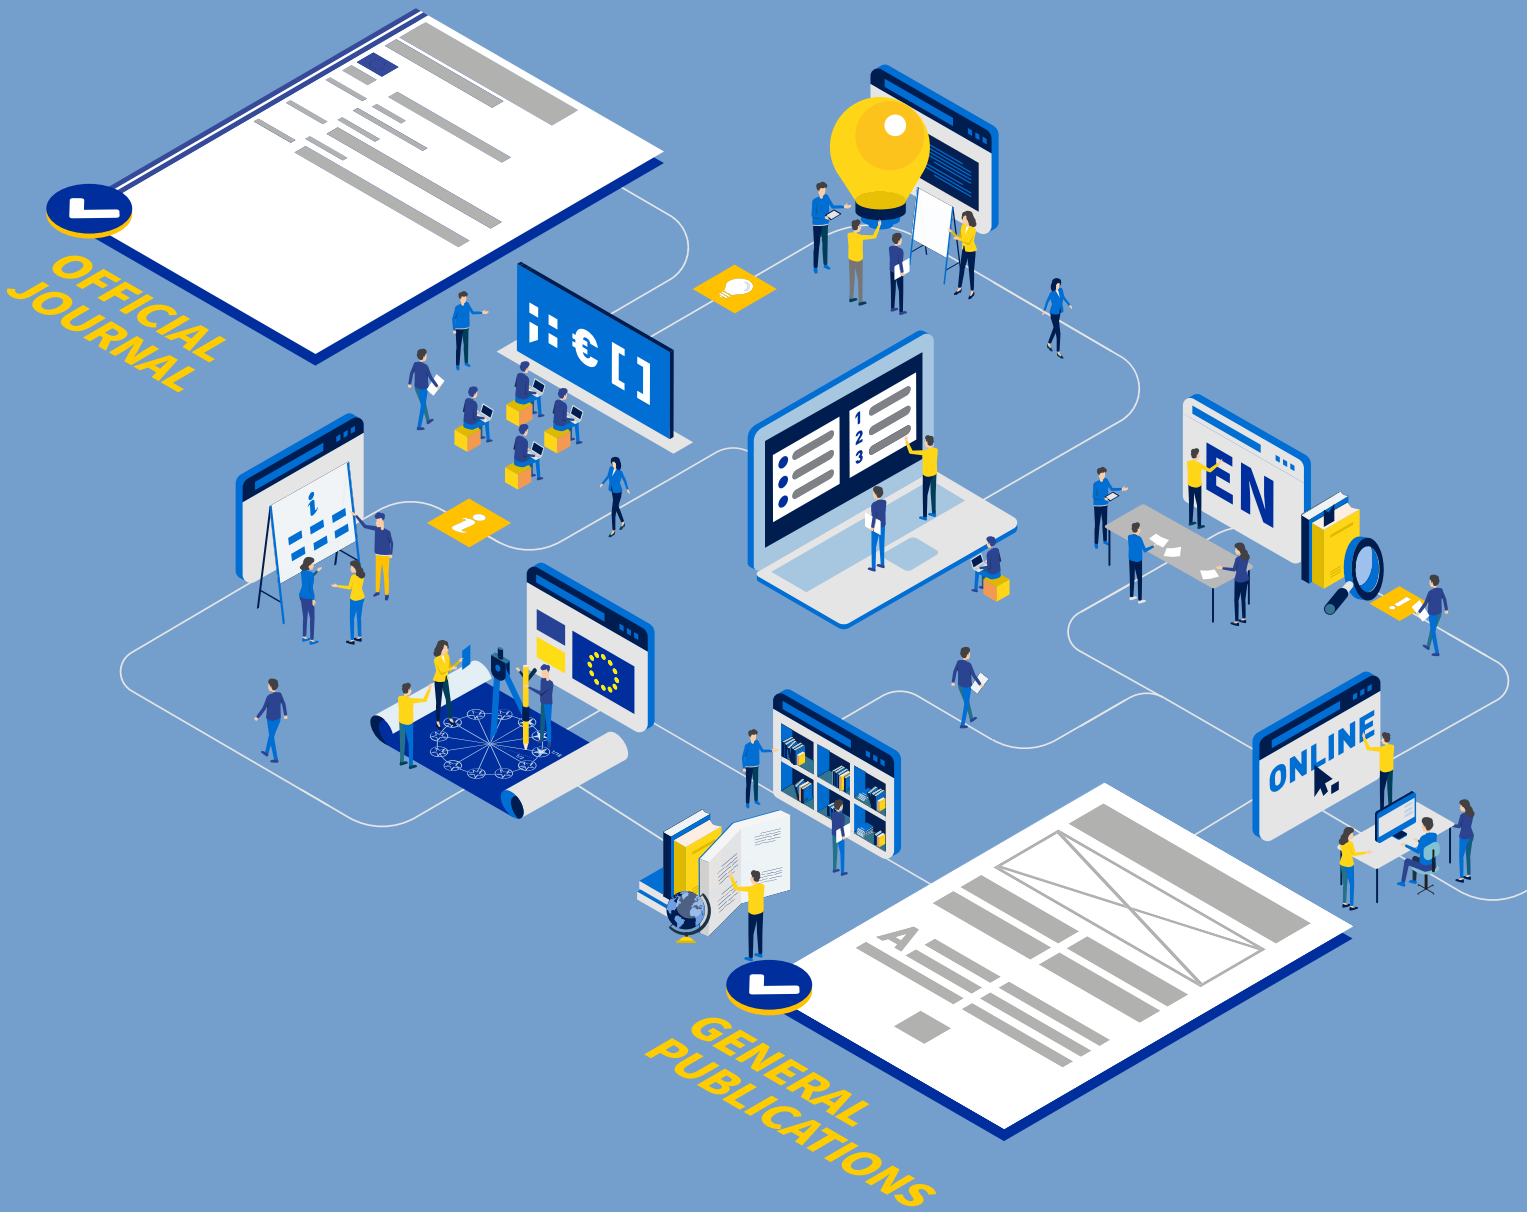 OFFICIAL
JOURNAL
; : € [ ]
i
i
1
2
3
EN
!
ONLINE
A
GENERAL
PUBLICATIONS